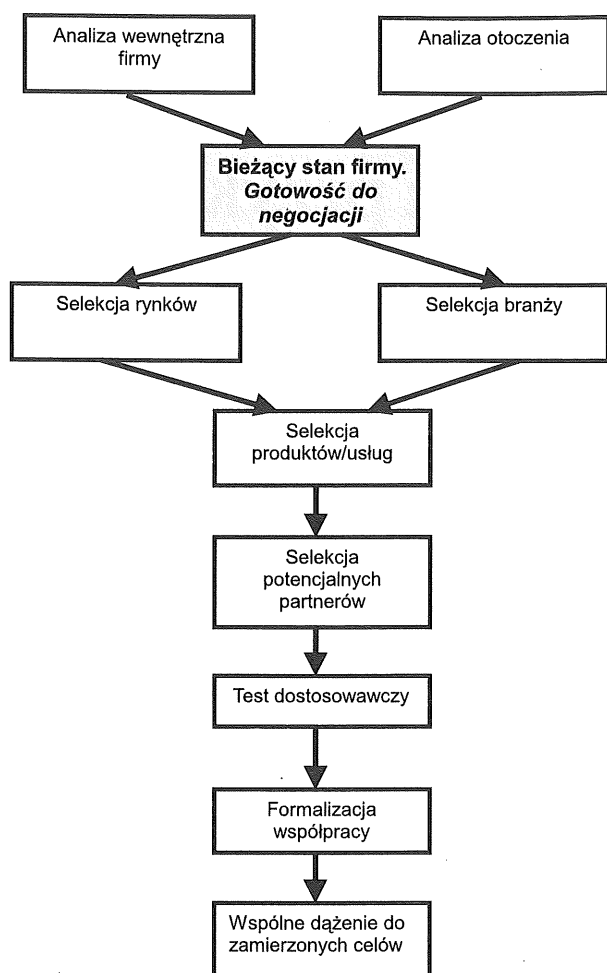 Analiza wewnętrzna
firmy
Analiza otoczenia
Bieżący stan firmy.
Gotowość do
negocjacji
Selekcja rynków
Selekcja branży
Selekcja
produktów/usług
Selekcja
potencjalnych
partnerów
Test dostosowawczy
Formalizacja
współpracy
Wspólne dążenie do
zamierzonych celów